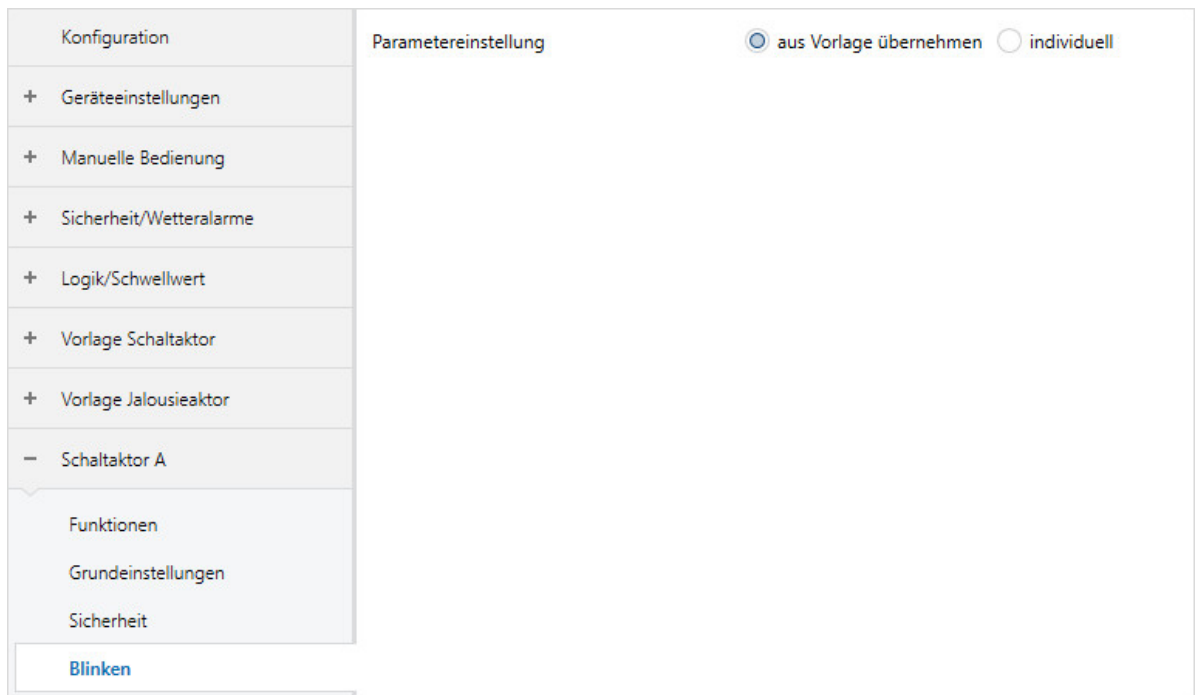 Konfiguration
Parametereinstellung aus Vorlage übernehmen individuell
+ Geräteeinstellungen
+ Manuelle Bedienung
+ Sicherheit/Wetteralarme
+ Logik/Schwellwert
+ Vorlage Schaltaktor
+ Vorlage Jalousieaktor
− Schaltaktor A
Funktionen
Grundeinstellungen
Sicherheit
Blinken